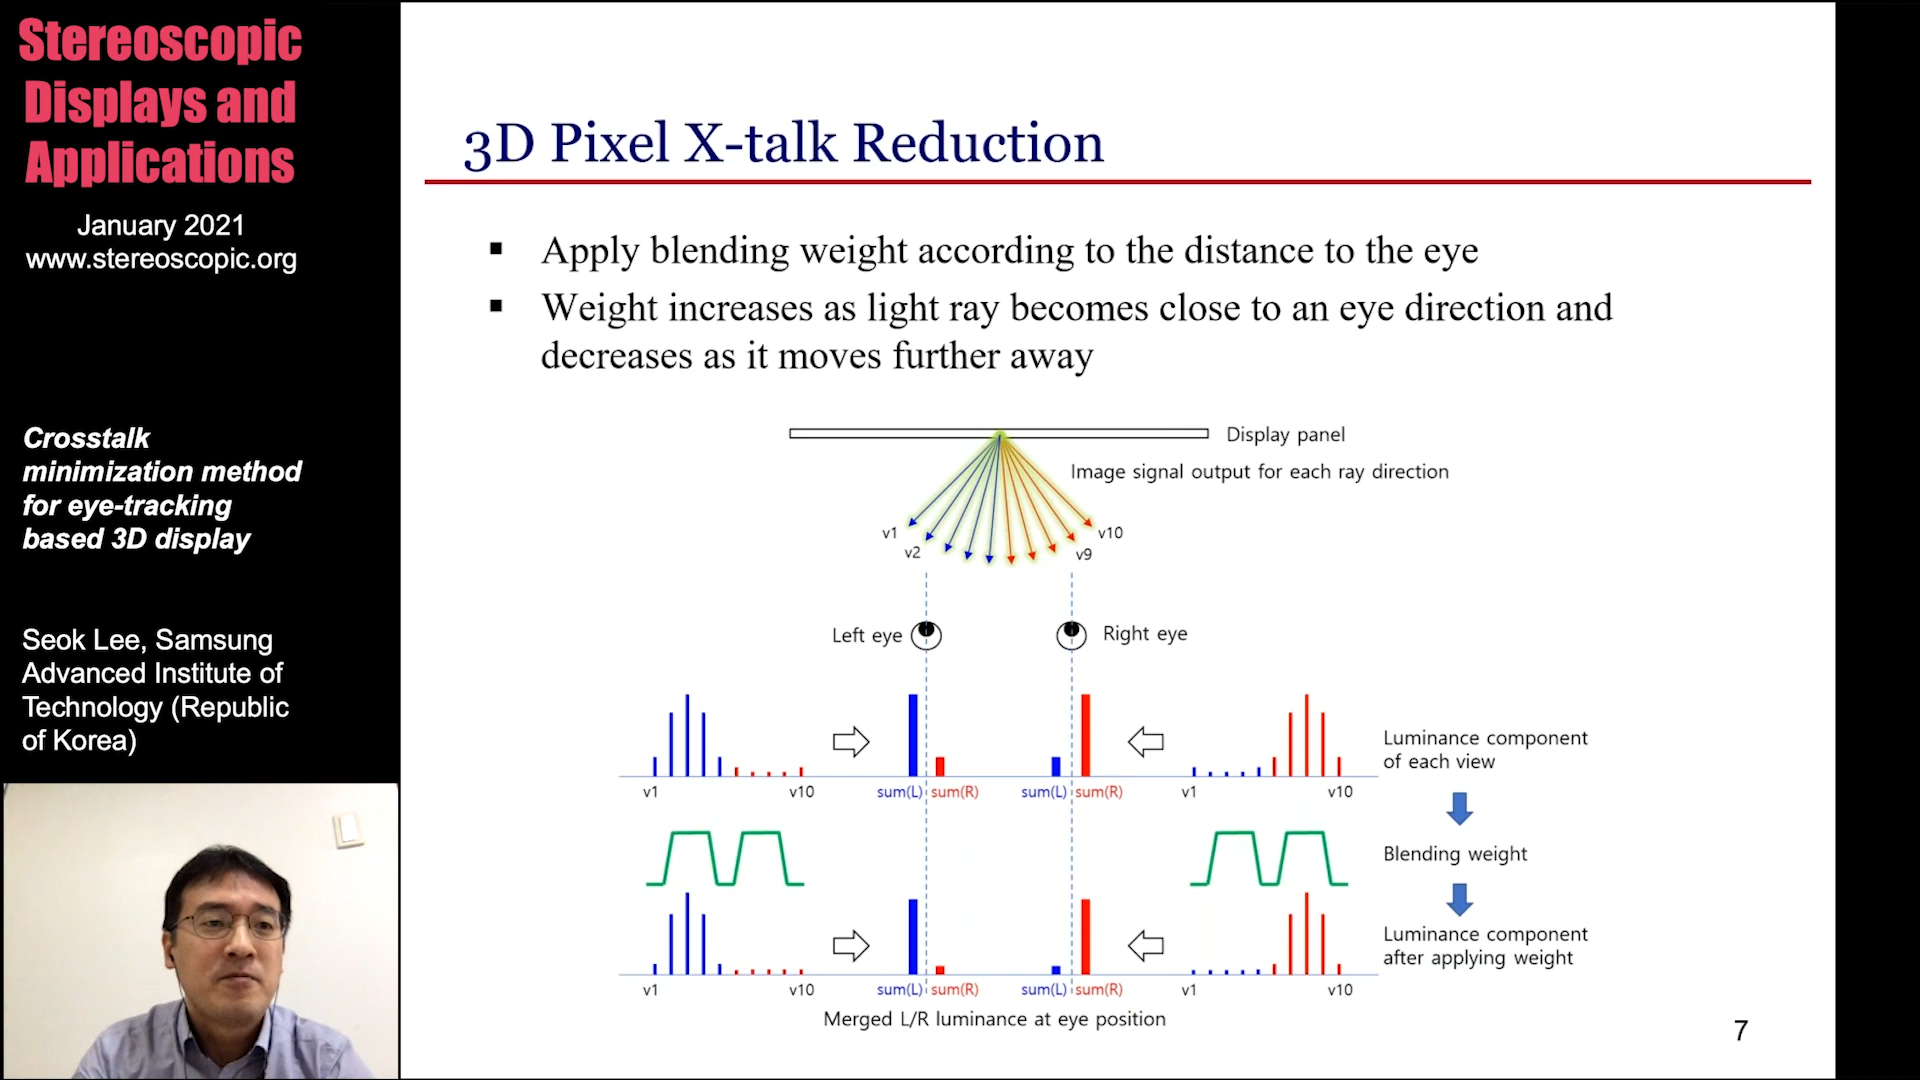 Stereoscopic
Displays and
Applications
January 2021
www.stereoscopic.org
Crosstalk
minimization method
for eye-tracking
based 3D display
Seok Lee, Samsung
Advanced Institute of
Technology (Republic
of Korea)
3D Pixel X-talk Reduction
▪ Apply blending weight according to the distance to the eye
▪ Weight increases as light ray becomes close to an eye direction and
decreases as it moves further away
Display panel
Image signal output for each ray direction
v1 v10
v2 v9
Left eye Right eye
Luminance component
of each view
v1 v10 sum(L) sum(R) sum(L) sum(R) v1 v10
Blending weight
Luminance component
after applying weight
v1 v10 sum(L) sum(R) sum(L) sum(R) v1 v10
Merged L/R luminance at eye position
7